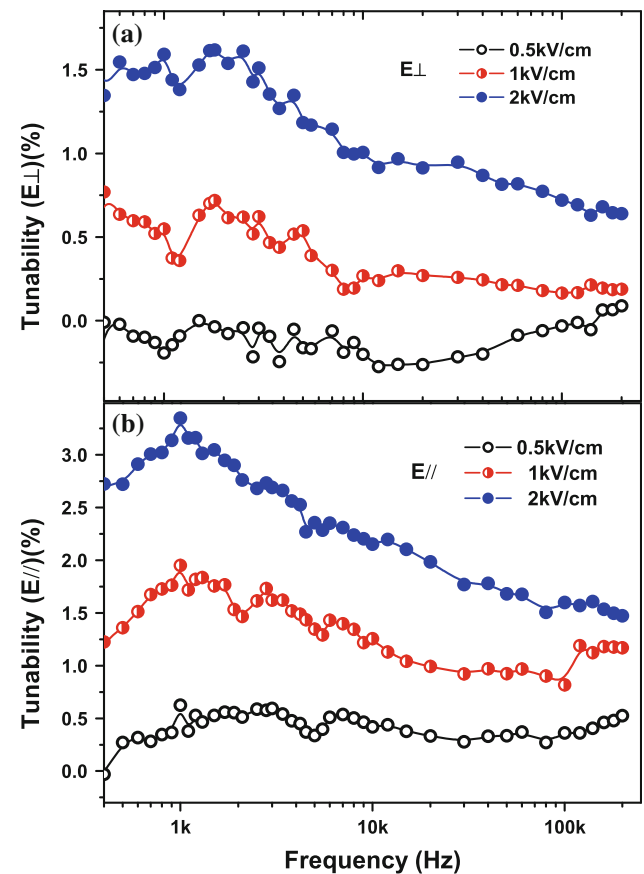 (a)
E⊥
0.5kV/cm
1kV/cm
2kV/cm
Tunability (E⊥)(%)
1.5
1.0
0.5
0.0
(b)
E//
0.5kV/cm
1kV/cm
2kV/cm
Tunability (E//)(%)
3.0
2.5
2.0
1.5
1.0
0.5
0.0
1k
10k
100k
Frequency (Hz)